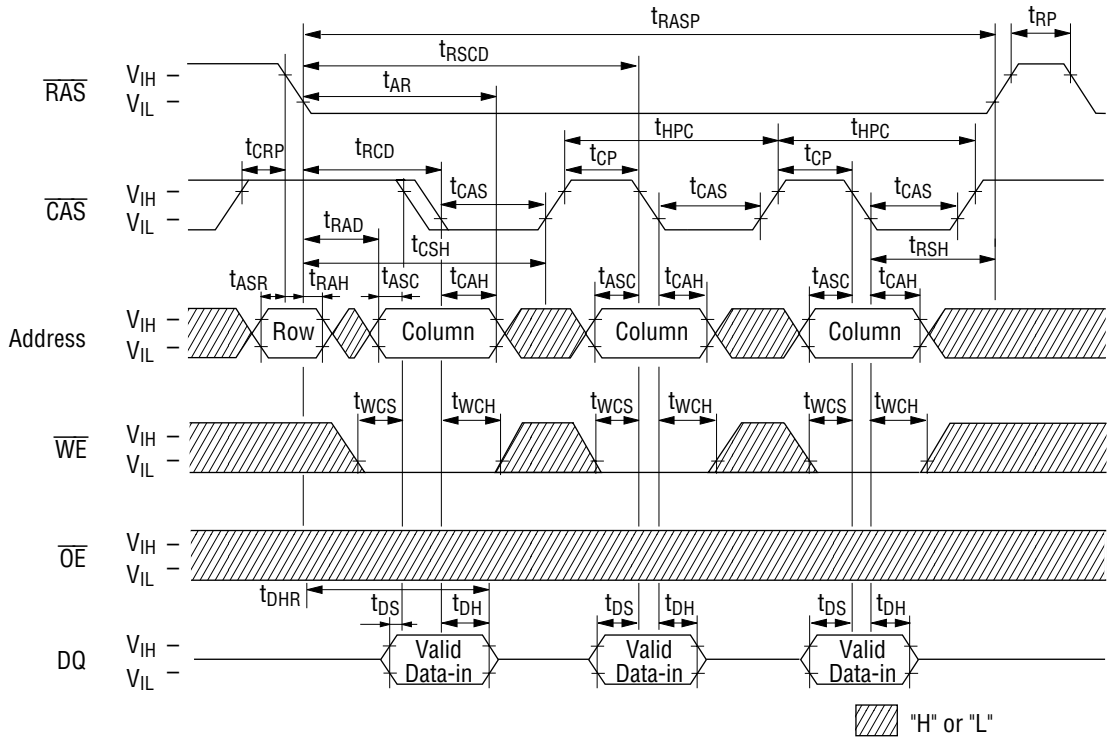 tRASP tRP
tRSCD
tAR
RAS VIH
VIL
tHPC tHPC
tCRP tRCD tCP tCP
tCAS tCAS tCAS
CAS VIH
VIL
tRAD tCSH tRSH
tASR tRAH tASC tCAH tASC tCAH tASC tCAH
Address VIH
VIL
Row Column Column Column
tWCS tWCH tWCS tWCH tWCS tWCH
WE VIH
VIL
OE VIH
VIL
tDHR tDS tDH tDS tDH tDS tDH
DQ VIH
VIL
Valid Valid Valid
Data-in Data-in Data-in
"H" or "L"